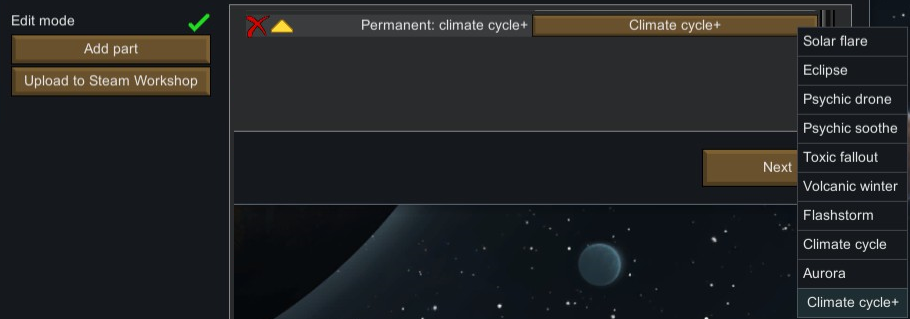 Edit mode
Add part
Upload to Steam Workshop
Permanent: climate cycle+
Climate cycle+
Next
Solar flare
Eclipse
Psychic drone
Psychic soothe
Toxic fallout
Volcanic winter
Flashstorm
Climate cycle
Aurora
Climate cycle+